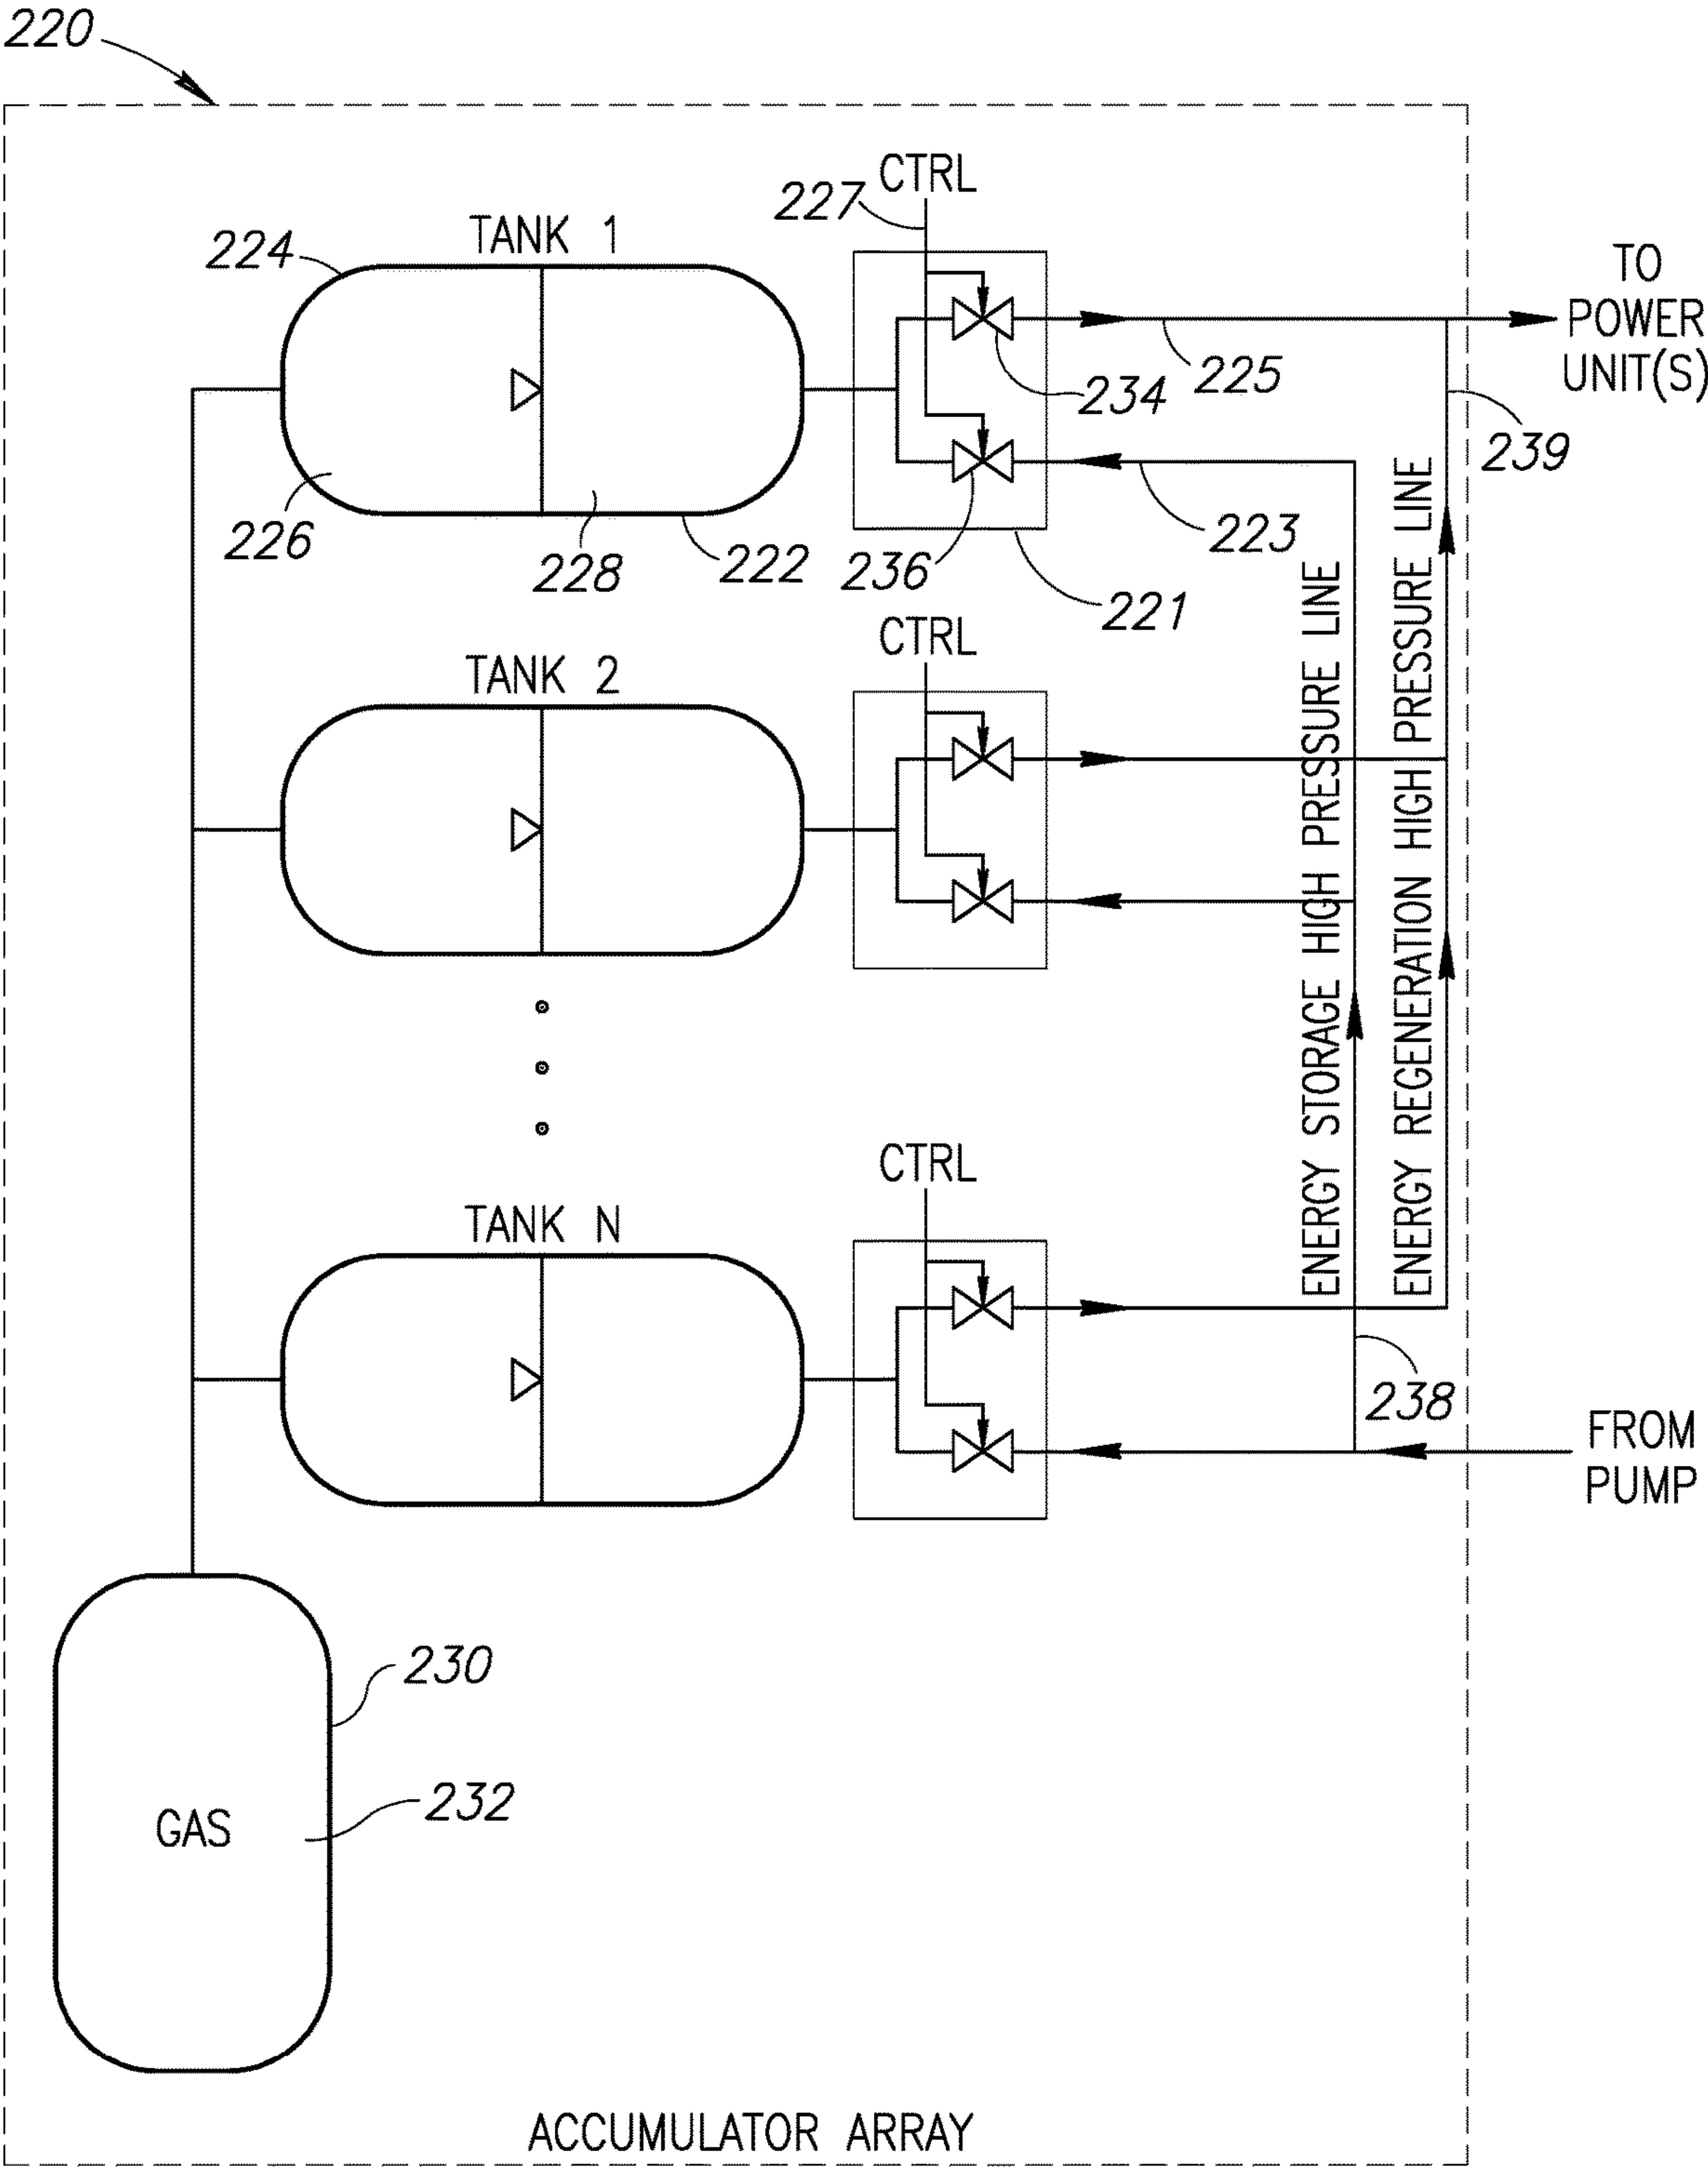 220
CTRL
227
TANK 1
224
TO
POWER
UNIT(S)
225
234
239
226
228
222
236
223
221
CTRL
TANK 2
ENERGY STORAGE HIGH PRESSURE LINE
ENERGY REGENERATION HIGH PRESSURE LINE
CTRL
TANK N
238
FROM
PUMP
230
232
GAS
ACCUMULATOR ARRAY